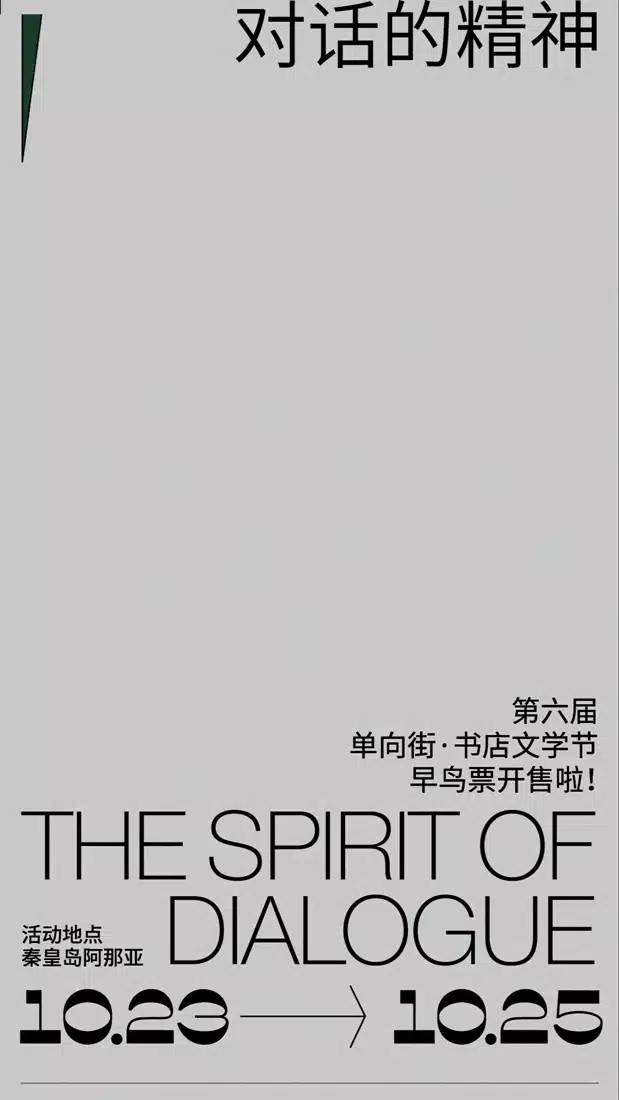 对话的精神
第六届
单向街·书店文学节
早鸟票开售啦！
THE SPIRIT OF
DIALOGUE
活动地点
秦皇岛阿那亚
10.23 → 10.25